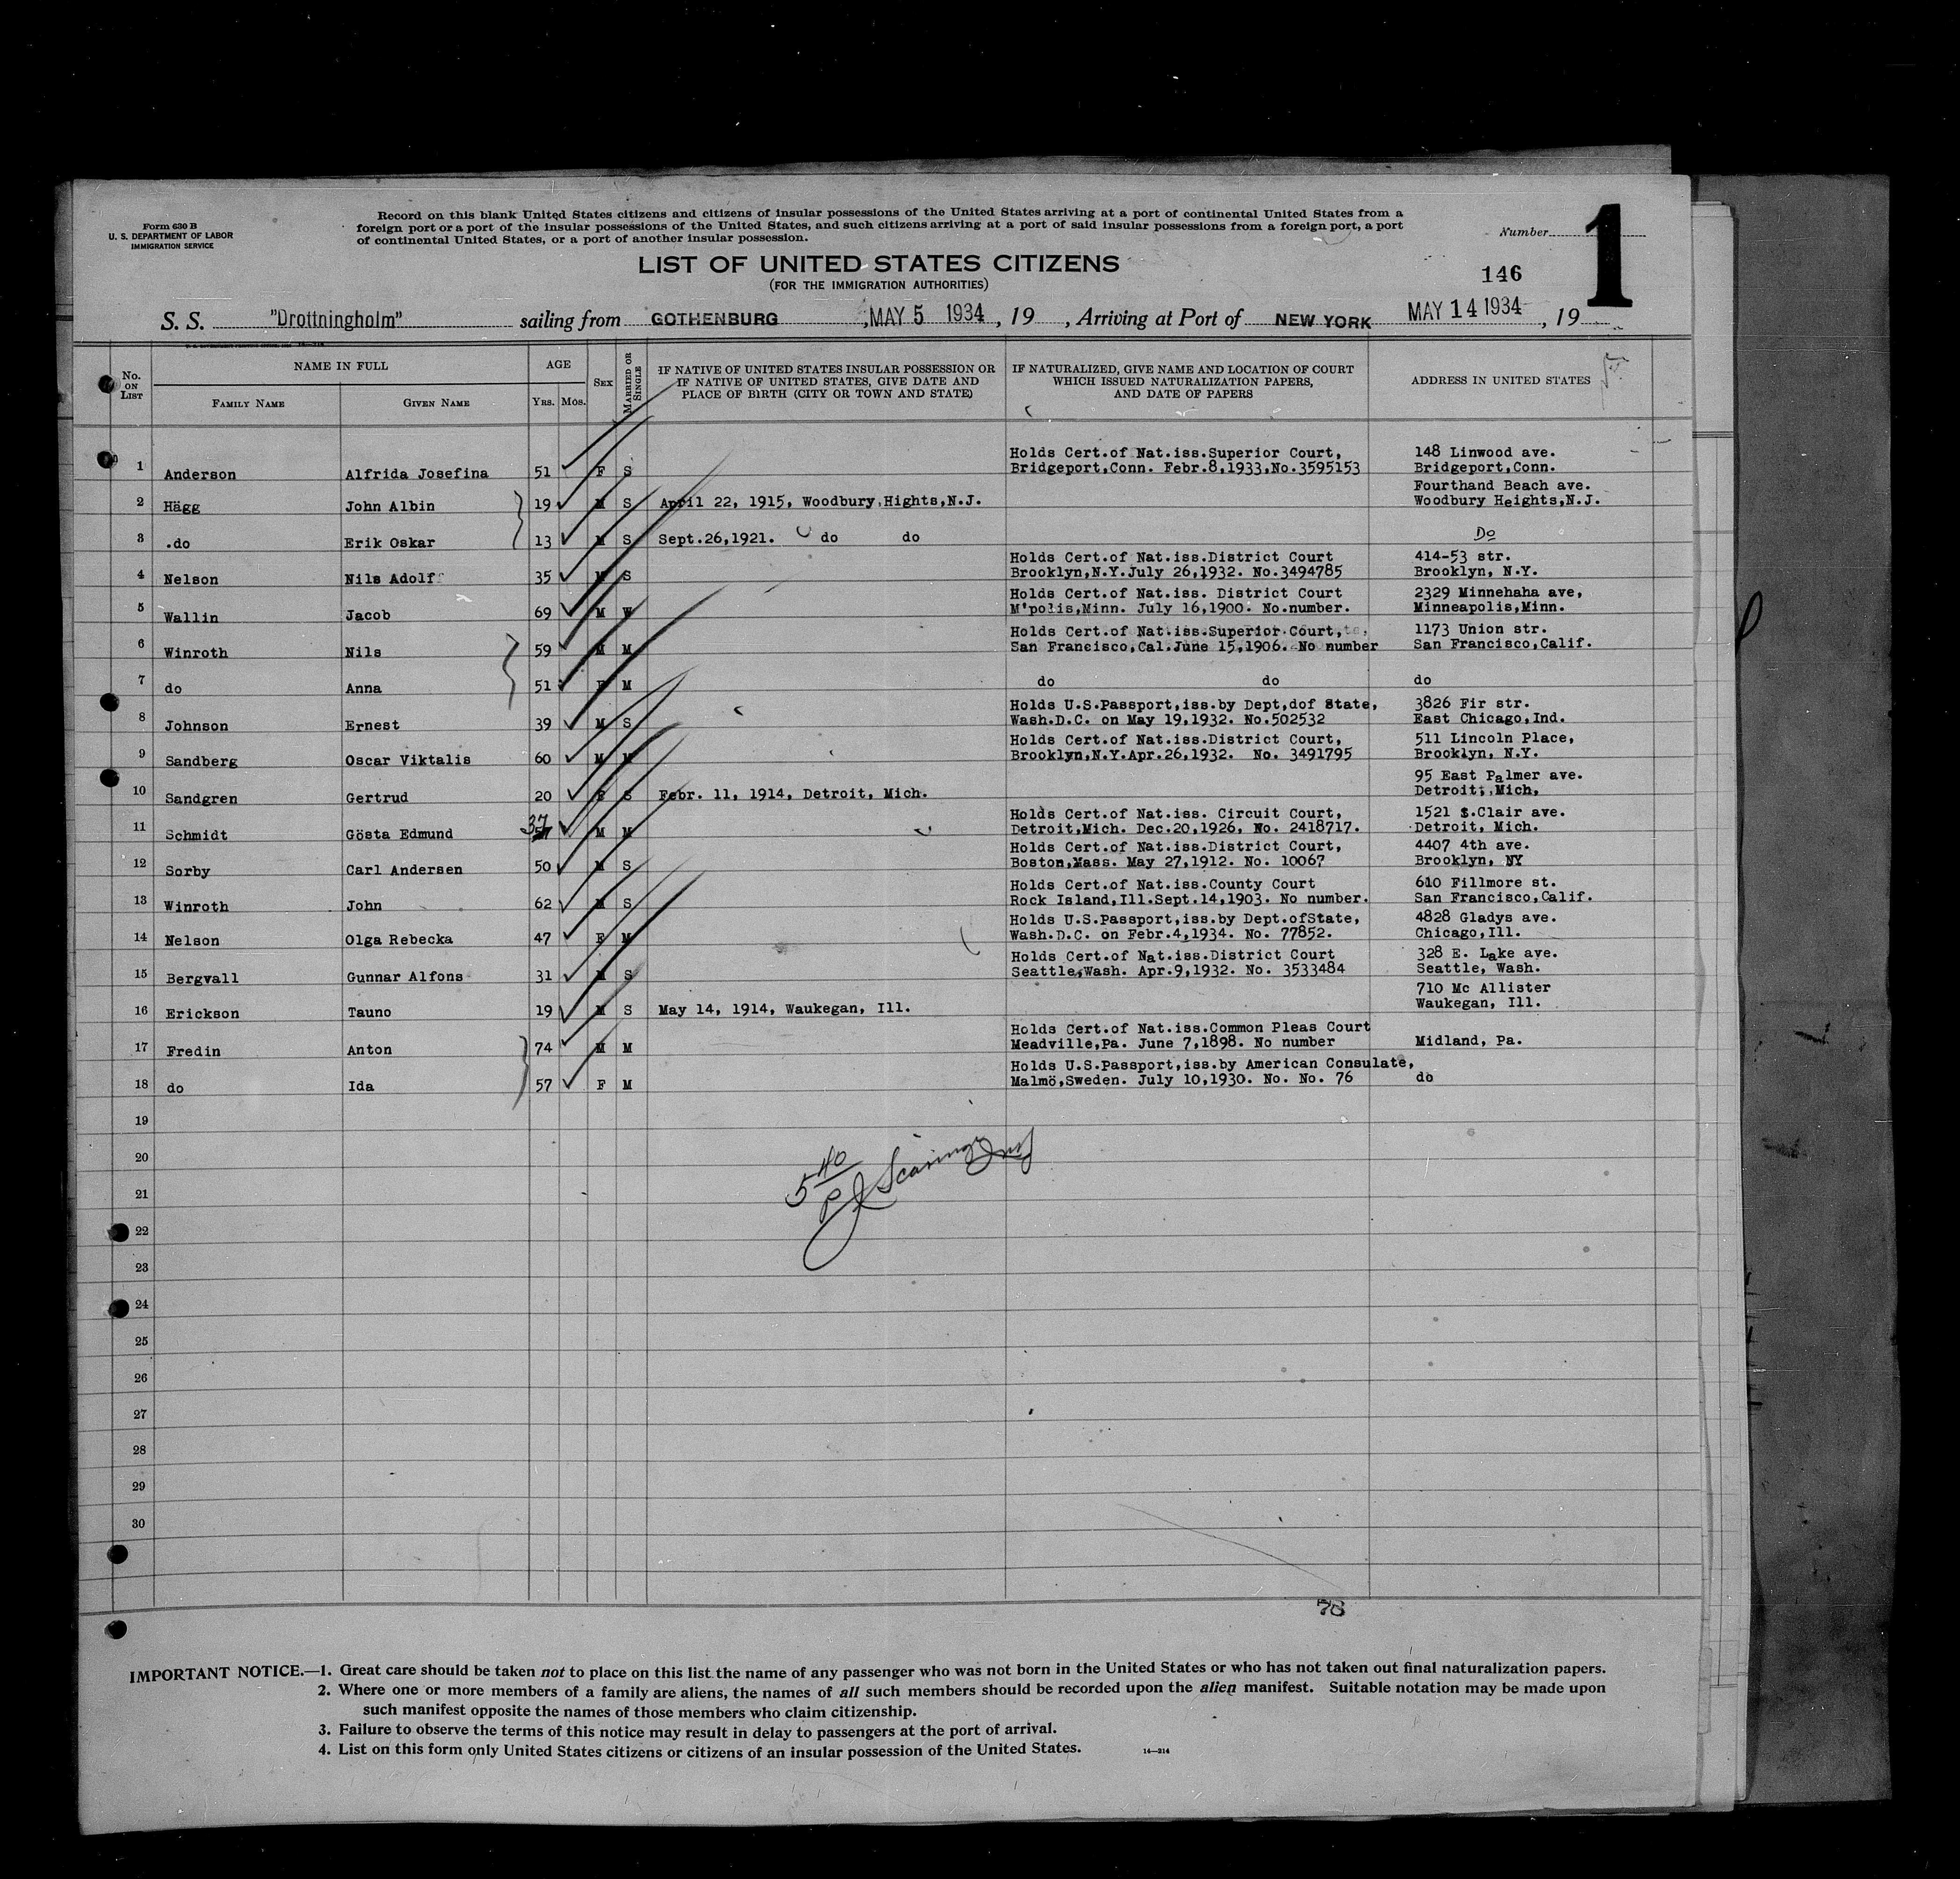 Form 630 B
U. S. DEPARTMENT OF LABOR
IMMIGRATION SERVICE
Record on this blank United States citizens and citizens of insular possessions of the United States arriving at a port of continental United States from a
foreign port or a port of the insular possessions of the United States, and such citizens arriving at a port of said insular possessions from a foreign port, a port
of continental United States, or a port of another insular possession.
Number 1
LIST OF UNITED STATES CITIZENS
(FOR THE IMMIGRATION AUTHORITIES)
146
S. S. "Drottningholm" sailing from GOTHENBURG, MAY 5 1934, 19 , Arriving at Port of NEW YORK MAY 14 1934, 19
No. ON LIST
NAME IN FULL
FAMILY NAME
GIVEN NAME
AGE
YRS. MOS.
SEX
MARRIED OR SINGLE
IF NATIVE OF UNITED STATES INSULAR POSSESSION OR
IF NATIVE OF UNITED STATES, GIVE DATE AND
PLACE OF BIRTH (CITY OR TOWN AND STATE)
IF NATURALIZED, GIVE NAME AND LOCATION OF COURT
WHICH ISSUED NATURALIZATION PAPERS,
AND DATE OF PAPERS
ADDRESS IN UNITED STATES
Holds Cert.of Nat.iss.Superior Court, 148 Linwood ave.
1 Anderson Alfrida Josefina 51 F S Bridgeport,Conn. Febr.8,1933,No.3595153 Bridgeport,Conn.
Fourthand Beach ave.
2 Hägg John Albin 19 M S April 22, 1915, Woodbury Hights,N.J. Woodbury Heights,N.J.
3 .do Erik Oskar 13 M S Sept.26,1921. do do Do
Holds Cert.of Nat.iss.District Court 414-53 str.
4 Nelson Nils Adolf 35 M S Brooklyn,N.Y.July 26,1932. No.3494785 Brooklyn, N.Y.
Holds Cert.of Nat.iss. District Court 2329 Minnehaha ave,
5 Wallin Jacob 69 M W M'polis,Minn. July 16,1900. No.number. Minneapolis,Minn.
Holds Cert.of Nat.iss.Superior Court, 1173 Union str.
6 Winroth Nils 59 M M San Francisco,Cal.June 15,1906. No number San Francisco,Calif.
7 do Anna 51 F M do do do
Holds U.S.Passport,iss.by Dept,dof State, 3826 Fir str.
8 Johnson Ernest 39 M S Wash.D.C. on May 19,1932. No.502532 East Chicago,Ind.
Holds Cert.of Nat.iss.District Court, 511 Lincoln Place,
9 Sandberg Oscar Viktalis 60 M M Brooklyn,N.Y.Apr.26,1932. No. 3491795 Brooklyn, N.Y.
95 East Palmer ave.
10 Sandgren Gertrud 20 F S Febr. 11, 1914, Detroit, Mich. Detroit, Mich,
Holds Cert.of Nat.iss. Circuit Court, 1521 S.Clair ave.
11 Schmidt Gösta Edmund 37 M M Detroit,Mich. Dec.20,1926, No. 2418717. Detroit, Mich.
Holds Cert.of Nat.iss.District Court, 4407 4th ave.
12 Sorby Carl Andersen 50 M S Boston,Mass. May 27,1912. No. 10067 Brooklyn, NY
Holds Cert.of Nat.iss.County Court 610 Fillmore st.
13 Winroth John 62 M S Rock Island,Ill.Sept.14,1903. No number. San Francisco,Calif.
Holds U.S.Passport,iss.by Dept.ofState, 4828 Gladys ave.
14 Nelson Olga Rebecka 47 F M Wash.D.C. on Febr.4,1934. No. 77852. Chicago,Ill.
Holds Cert.of Nat.iss.District Court 328 E. Lake ave.
15 Bergvall Gunnar Alfons 31 M S Seattle,Wash. Apr.9,1932. No. 3533484 Seattle, Wash.
710 Mc Allister
16 Erickson Tauno 19 M S May 14, 1914, Waukegan, Ill. Waukegan, Ill.
Holds Cert.of Nat.iss.Common Pleas Court
17 Fredin Anton 74 M M Meadville,Pa. June 7,1898. No number Midland, Pa.
Holds U.S.Passport,iss.by American Consulate,
18 do Ida 57 F M Malmö,Sweden. July 10,1930. No. No. 76 do
19
20
5 40
21
22
23
24
25
26
27
28
29
30
78
IMPORTANT NOTICE.—1. Great care should be taken not to place on this list the name of any passenger who was not born in the United States or who has not taken out final naturalization papers.
2. Where one or more members of a family are aliens, the names of all such members should be recorded upon the alien manifest. Suitable notation may be made upon
such manifest opposite the names of those members who claim citizenship.
3. Failure to observe the terms of this notice may result in delay to passengers at the port of arrival.
4. List on this form only United States citizens or citizens of an insular possession of the United States.
14—214